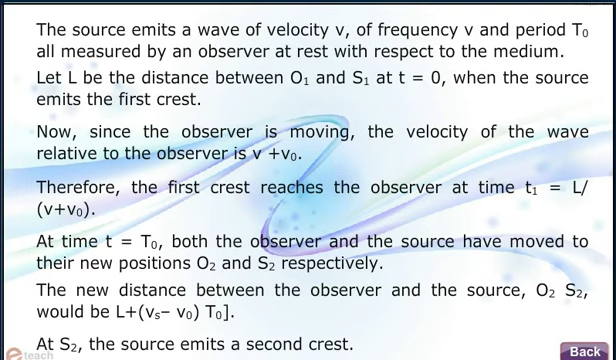 The source emits a wave of velocity v, of frequency ν and period T₀
all measured by an observer at rest with respect to the medium.
Let L be the distance between O₁ and S₁ at t = 0, when the source
emits the first crest.
Now, since the observer is moving, the velocity of the wave
relative to the observer is v +v₀.
Therefore, the first crest reaches the observer at time t₁ = L/
(v+v₀).
At time t = T₀, both the observer and the source have moved to
their new positions O₂ and S₂ respectively.
The new distance between the observer and the source, O₂ S₂,
would be L+(vₛ– v₀) T₀].
At S₂, the source emits a second crest.
eteach
Back